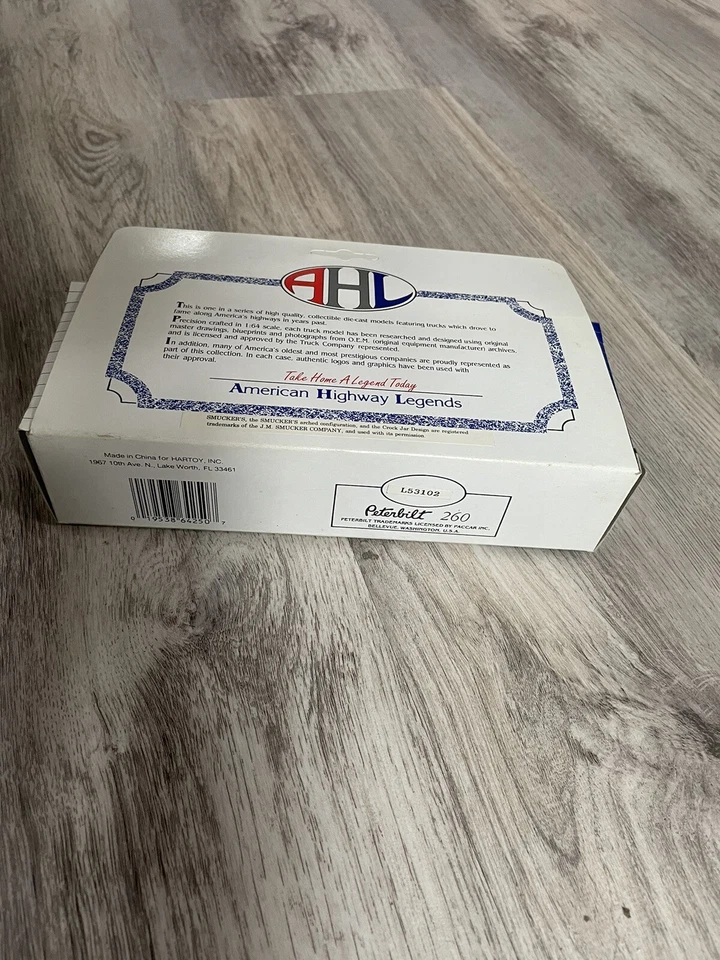 AHL
This is one in a series of high quality, collectible die-cast models featuring trucks which drove to
fame along America's highways in years past.
Precision crafted in 1:64 scale, each truck model has been researched and designed using original
master drawings, blueprints and photographs from O.E.M. (original equipment manufacturer) archives,
and is licensed and approved by the Truck Company represented.
In addition, many of America's oldest and most prestigious companies are proudly represented as
part of this collection. In each case, authentic logos and graphics have been used with
their approval.
Take Home A Legend Today
American Highway Legends
SMUCKER'S, the SMUCKER'S arched configuration, and the Crock Jar Design are registered
trademarks of the J.M. SMUCKER COMPANY, and used with its permission
Made in China for HARTOY, INC.
1967 10th Ave. N., Lake Worth, FL 33461
0 19538 64250 7
L53102
Peterbilt 260
PETERBILT TRADEMARKS LICENSED BY PACCAR INC,
BELLEVUE, WASHINGTON, U.S.A.